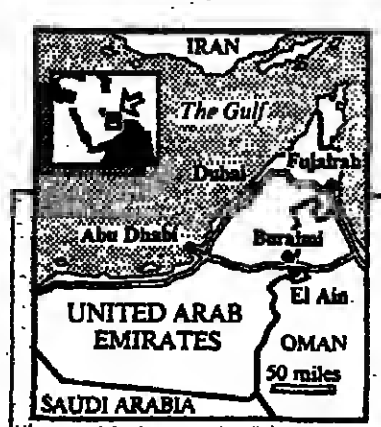 IRAN
The Gulf
Dubai
Fujairah
Abu Dhabi
Buraimi
El Ain
UNITED ARAB
EMIRATES
OMAN
50 miles
SAUDI ARABIA